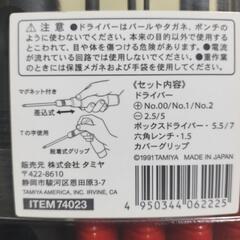 注意
●ドライバーはバールやタガネ、ポンチの
ように使わないで下さい。●本来の目的以外に使用する
ことで、目や体を傷つける危険があります。●電気が
流れている回路では使用しないでください。●作業中
は必ず保護メガネおよび手袋を着用して下さい。
マグネット付き
差込式
Tの字使用
脱着式グリップ
《セット内容》
ドライバー
⊕ No.00/No.1/No.2
⊖ 2.5/5
ボックスドライバー・5.5/7
六角レンチ・1.5
カバーグリップ
©1991TAMIYA MADE IN JAPAN
販売元 株式会社 タミヤ
〒422-8610
静岡市駿河区恩田原3-7
TAMIYA AMERICA, INC. IRVINE, CA
ITEM 74023
4 950344 062225